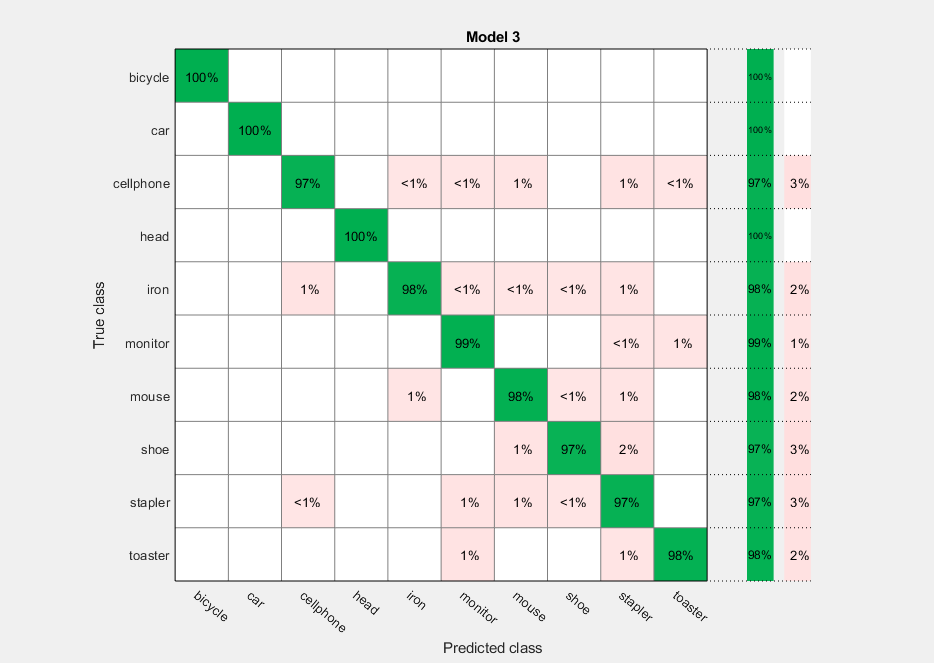 Model 3
bicycle 100% 100%
car 100% 100%
cellphone 97% <1% <1% 1% 1% <1% 97% 3%
head 100% 100%
iron 1% 98% <1% <1% <1% 1% 98% 2%
monitor 99% <1% 1% 99% 1%
mouse 1% 98% <1% 1% 98% 2%
shoe 1% 97% 2% 97% 3%
stapler <1% 1% 1% <1% 97% 97% 3%
toaster 1% 1% 98% 98% 2%
True class
bicycle car cellphone head iron monitor mouse shoe stapler toaster
Predicted class